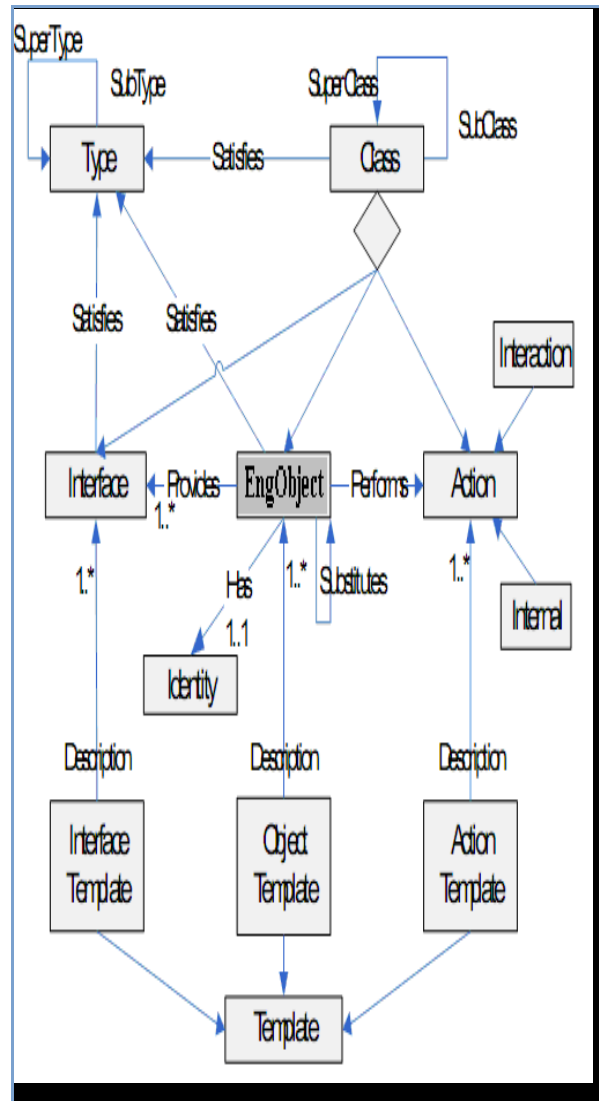 SuperType
SubType
SuperClass
SubClass
Type
Satisfies
Class
Satisfies
Satisfies
Interaction
Interface
Provides
1..*
EngObject
Performs
Action
1..*
Has
1..1
1..*
Substitutes
1..*
Internal
Identity
Description
Description
Description
Interface
Template
Object
Template
Action
Template
Template